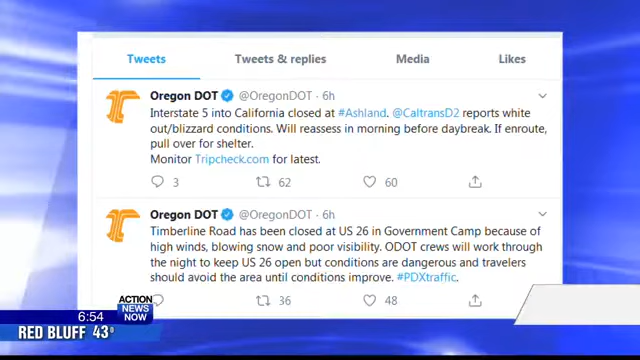 Tweets Tweets & replies Media Likes
Oregon DOT @OregonDOT · 6h
Interstate 5 into California closed at #Ashland. @CaltransD2 reports white
out/blizzard conditions. Will reassess in morning before daybreak. If enroute,
pull over for shelter.
Monitor Tripcheck.com for latest.
3 62 60
Oregon DOT @OregonDOT · 6h
Timberline Road has been closed at US 26 in Government Camp because of
high winds, blowing snow and poor visibility. ODOT crews will work through
the night to keep US 26 open but conditions are dangerous and travelers
should avoid the area until conditions improve. #PDXtraffic.
36 48
6:54
ACTION
NEWS
NOW
RED BLUFF 43°